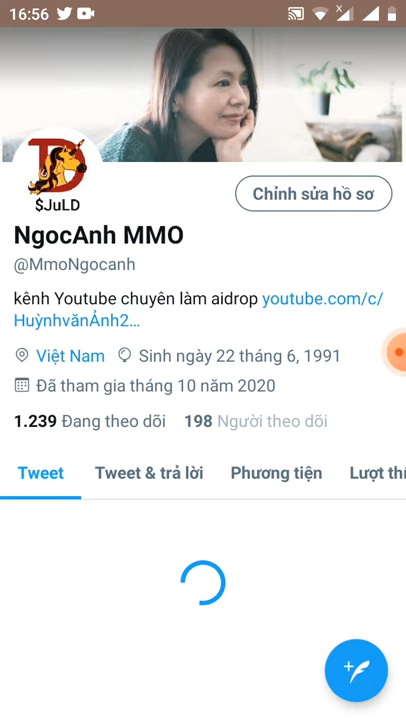 16:56
$JuLD
Chỉnh sửa hồ sơ
NgocAnh MMO
@MmoNgocanh
kênh Youtube chuyên làm aidrop youtube.com/c/
HuỳnhvănẢnh2…
Việt Nam Sinh ngày 22 tháng 6, 1991
Đã tham gia tháng 10 năm 2020
1.239 Đang theo dõi 198 Người theo dõi
Tweet Tweet & trả lời Phương tiện Lượt thí